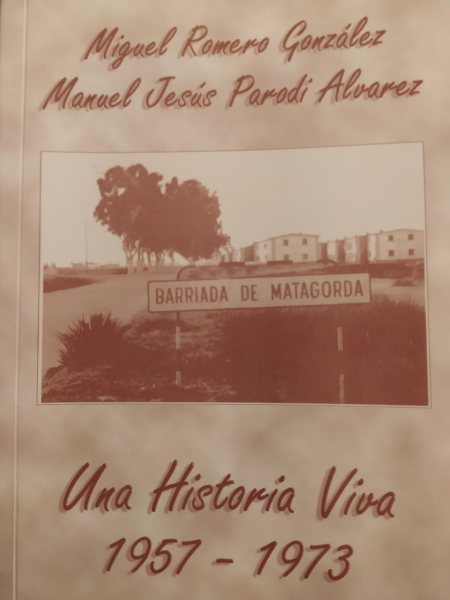 Miguel Romero González
Manuel Jesús Parodi Alvarez
BARRIADA DE MATAGORDA
Una Historia Viva
1957 - 1973